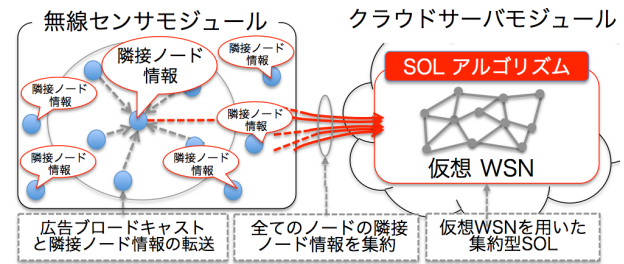 無線センサモジュール
クラウドサーバモジュール
隣接ノード
情報
隣接ノード
情報
隣接ノード
情報
隣接ノード
情報
隣接ノード
情報
隣接ノード
情報
隣接ノード
情報
SOL アルゴリズム
仮想 WSN
広告ブロードキャスト
と隣接ノード情報の転送
全てのノードの隣接
ノード情報を集約
仮想WSNを用いた
集約型SOL